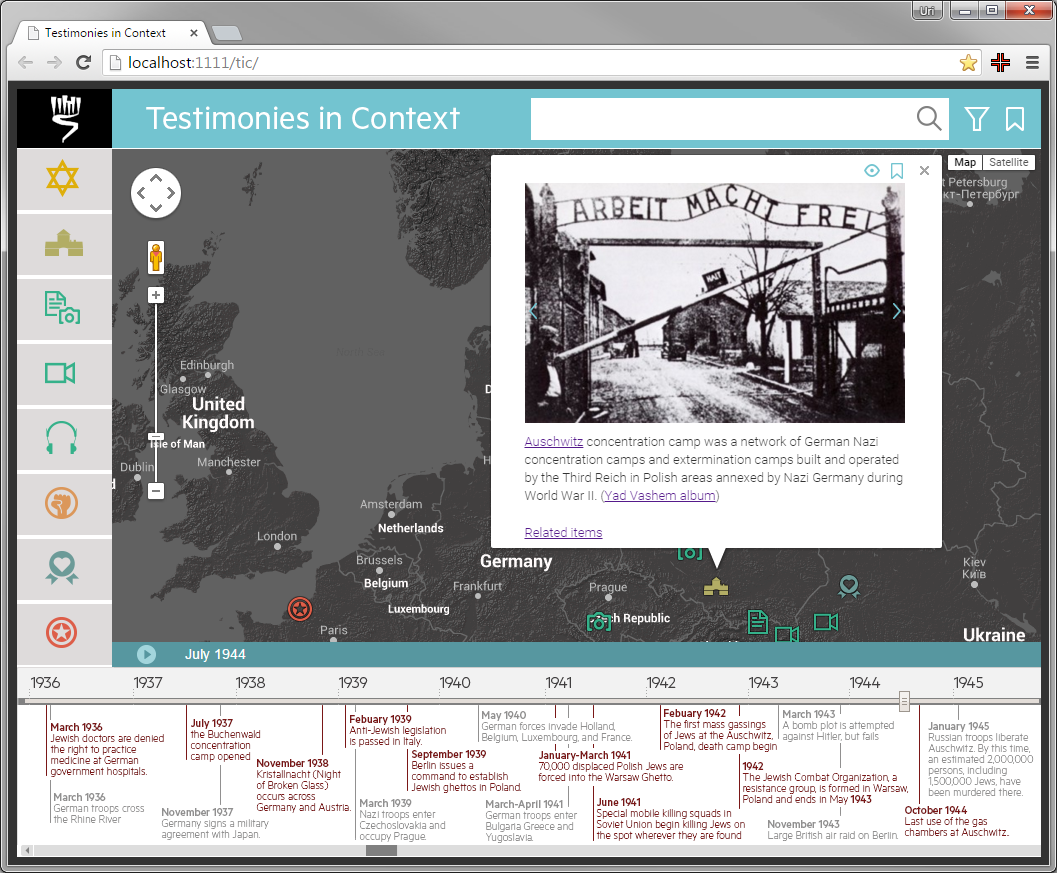 Uri
Testimonies in Context
localhost:1111/tic/
Testimonies in Context
Map
Satellite
t Petersburg
кт-Петербург
ARBEIT MACHT FREI
HALT
Edinburgh
Glasgow
United
Kingdom
Isle of Man
Dublin
Manchester
d
London
Amsterdam
Netherlands
Brussels
Belgium
Luxembourg
Paris
D
H
Germany
Frankfurt
Prague
ch Republic
Kiev
Київ
Ukraine
Auschwitz concentration camp was a network of German Nazi
concentration camps and extermination camps built and operated
by the Third Reich in Polish areas annexed by Nazi Germany during
World War II. (Yad Vashem album)
Related items
July 1944
1936
1937
1938
1939
1940
1941
1942
1943
1944
1945
March 1936
Jewish doctors are denied
the right to practice
medicine at German
government hospitals.
March 1936
German troops cross
the Rhine River
July 1937
the Buchenwald
concentration
camp opened
November 1937
Germany signs a military
agreement with Japan.
November 1938
Kristallnacht (Night
of Broken Glass)
occurs across
Germany and Austria.
Febuary 1939
Anti-Jewish legislation
is passed in Italy.
March 1939
Nazi troops enter
Czechoslovakia and
occupy Prague.
September 1939
Berlin issues a
command to establish
Jewish ghettos in Poland.
May 1940
German forces invade Holland,
Belgium, Luxembourg, and France.
January-March 1941
70,000 displaced Polish Jews are
forced into the Warsaw Ghetto.
March-April 1941
German troops enter
Bulgaria Greece and
Yugoslavia.
June 1941
Special mobile killing squads in
Soviet Union begin killing Jews on
the spot wherever they are found
Febuary 1942
The first mass gassings
of Jews at the Auschwitz,
Poland, death camp begin
1942
The Jewish Combat Organization, a
resistance group, is formed in Warsaw,
Poland and ends in May 1943
March 1943
A bomb plot is attempted
against Hitler, but fails
November 1943
Large British air raid on Berlin.
October 1944
Last use of the gas
chambers at Auschwitz.
January 1945
Russian troops liberate
Auschwitz. By this time,
an estimated 2,000,000
persons, including
1,500,000 Jews, have
been murdered there.